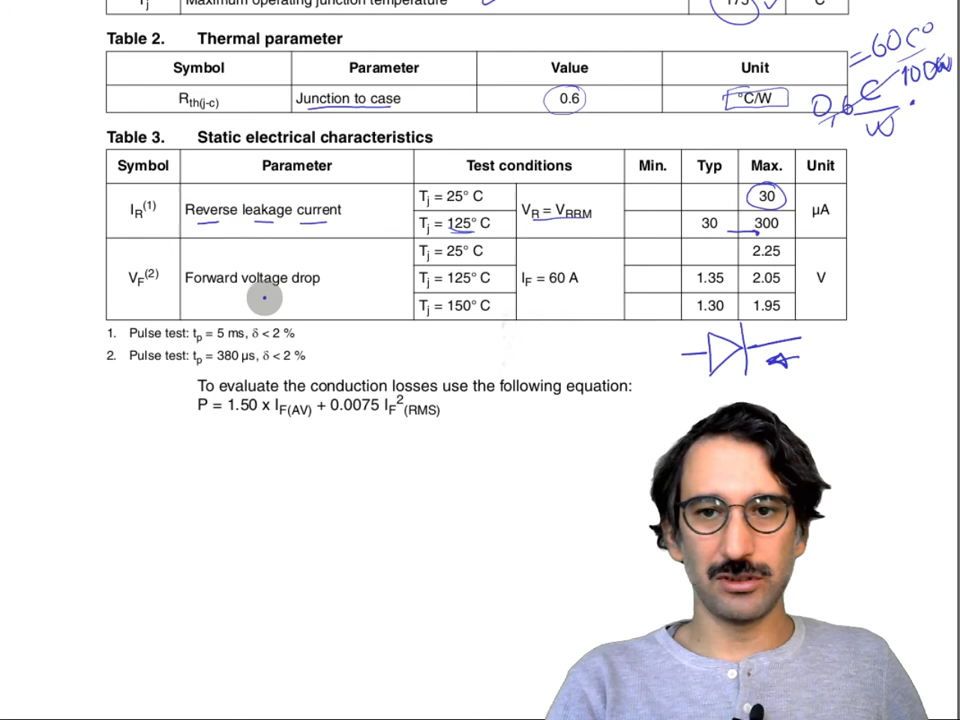 Tj Maximum operating junction temperature 175 °C
Table 2. Thermal parameter
Symbol Parameter Value Unit
Rth(j-c) Junction to case 0.6 °C/W
= 60 C°
0,6 C/W · 100W
Table 3. Static electrical characteristics
Symbol Parameter Test conditions Min. Typ Max. Unit
IR(1) Reverse leakage current Tj = 25° C VR = VRRM 30 µA
Tj = 125° C 30 300
VF(2) Forward voltage drop Tj = 25° C IF = 60 A 2.25 V
Tj = 125° C 1.35 2.05
Tj = 150° C 1.30 1.95
1. Pulse test: tp = 5 ms, δ < 2 %
2. Pulse test: tp = 380 µs, δ < 2 %
To evaluate the conduction losses use the following equation:
P = 1.50 x IF(AV) + 0.0075 IF²(RMS)